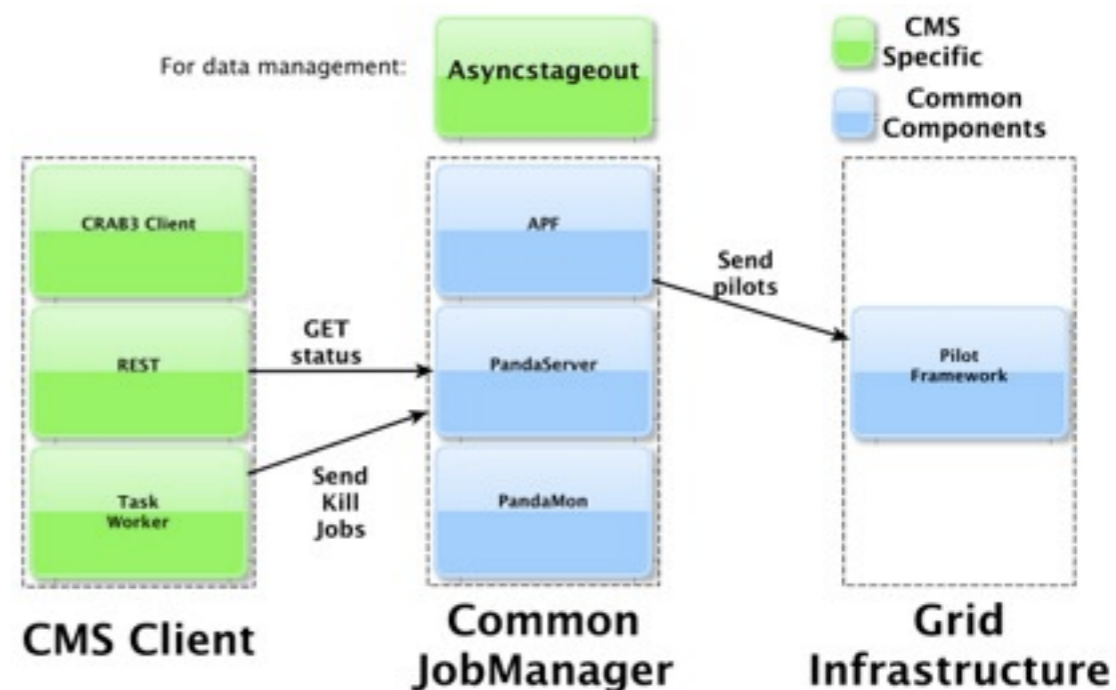 For data management:
Asyncstageout
CMS
Specific
Common
Components
CRAB3 Client
REST
Task
Worker
GET
status
Send
Kill
Jobs
APF
PandaServer
PandaMon
Send
pilots
Pilot
Framework
CMS Client
Common
JobManager
Grid
Infrastructure